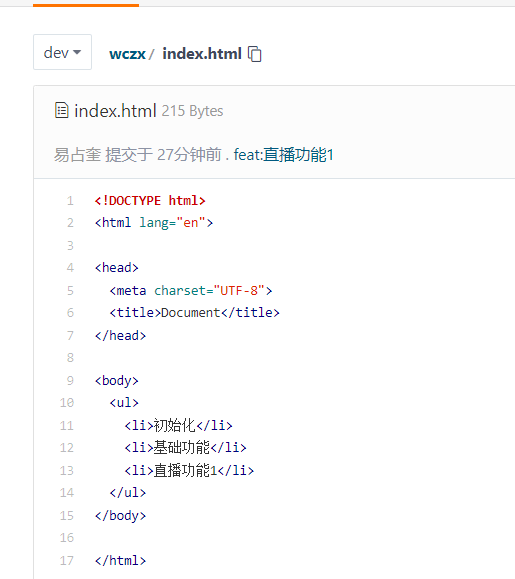 dev
wczx / index.html
index.html 215 Bytes
易占奎 提交于 27分钟前 . feat:直播功能1
1 <!DOCTYPE html>
2 <html lang="en">
3
4 <head>
5   <meta charset="UTF-8">
6   <title>Document</title>
7 </head>
8
9 <body>
10   <ul>
11     <li>初始化</li>
12     <li>基础功能</li>
13     <li>直播功能1</li>
14   </ul>
15 </body>
16
17 </html>